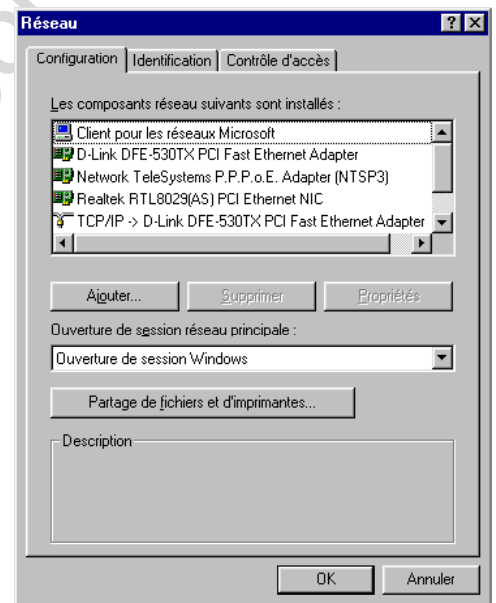 Réseau
Configuration Identification Contrôle d'accès
Les composants réseau suivants sont installés :
Client pour les réseaux Microsoft
D-Link DFE-530TX PCI Fast Ethernet Adapter
Network TeleSystems P.P.P.o.E. Adapter (NTSP3)
Realtek RTL8029(AS) PCI Ethernet NIC
TCP/IP -> D-Link DFE-530TX PCI Fast Ethernet Adapter
Ajouter... Supprimer Propriétés
Ouverture de session réseau principale :
Ouverture de session Windows
Partage de fichiers et d'imprimantes...
Description
OK Annuler